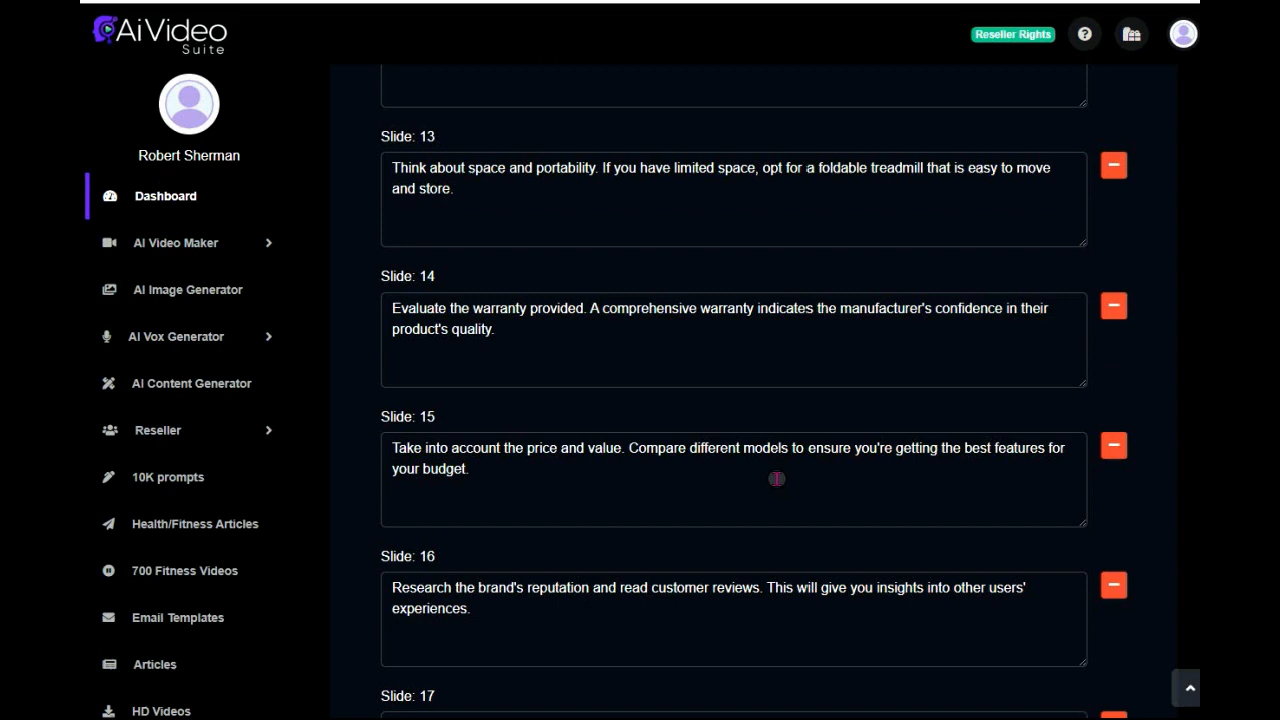 AiVideo
Suite
Reseller Rights
Robert Sherman
Dashboard
AI Video Maker
AI Image Generator
AI Vox Generator
AI Content Generator
Reseller
10K prompts
Health/Fitness Articles
700 Fitness Videos
Email Templates
Articles
HD Videos
Slide: 13
Think about space and portability. If you have limited space, opt for a foldable treadmill that is easy to move
and store.
Slide: 14
Evaluate the warranty provided. A comprehensive warranty indicates the manufacturer's confidence in their
product's quality.
Slide: 15
Take into account the price and value. Compare different models to ensure you're getting the best features for
your budget.
Slide: 16
Research the brand's reputation and read customer reviews. This will give you insights into other users'
experiences.
Slide: 17